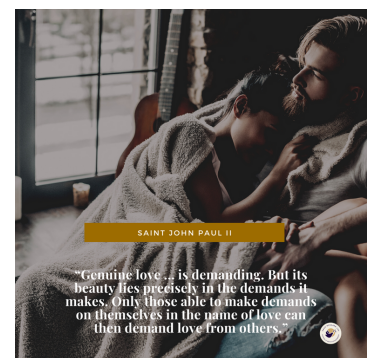 SAINT JOHN PAUL II
“Genuine love ... is demanding. But its
beauty lies precisely in the demands it
makes. Only those able to make demands
on themselves in the name of love can
then demand love from others.”